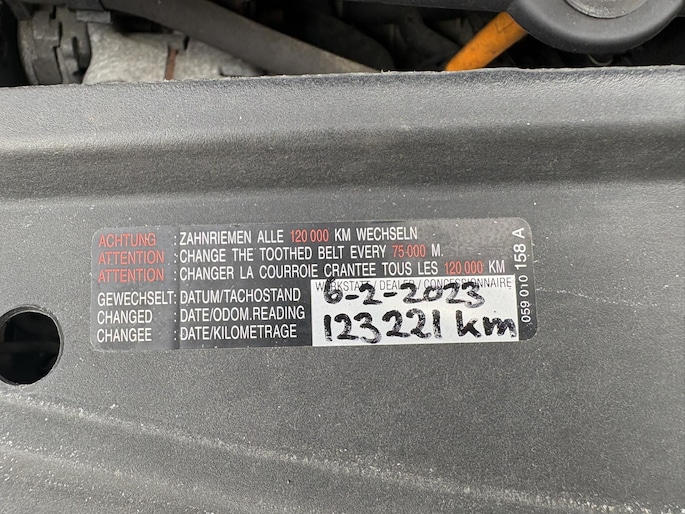 ACHTUNG : ZAHNRIEMEN ALLE 120 000 KM WECHSELN
ATTENTION : CHANGE THE TOOTHED BELT EVERY 75 000 M.
ATTENTION : CHANGER LA COURROIE CRANTEE TOUS LES 120 000 KM
WERKSTATT / DEALER / CONCESSIONNAIRE
GEWECHSELT: DATUM/TACHOSTAND 6-2-2023
CHANGED : DATE/ODOM.READING
CHANGEE : DATE/KILOMETRAGE 123221 km
059 010 158 A